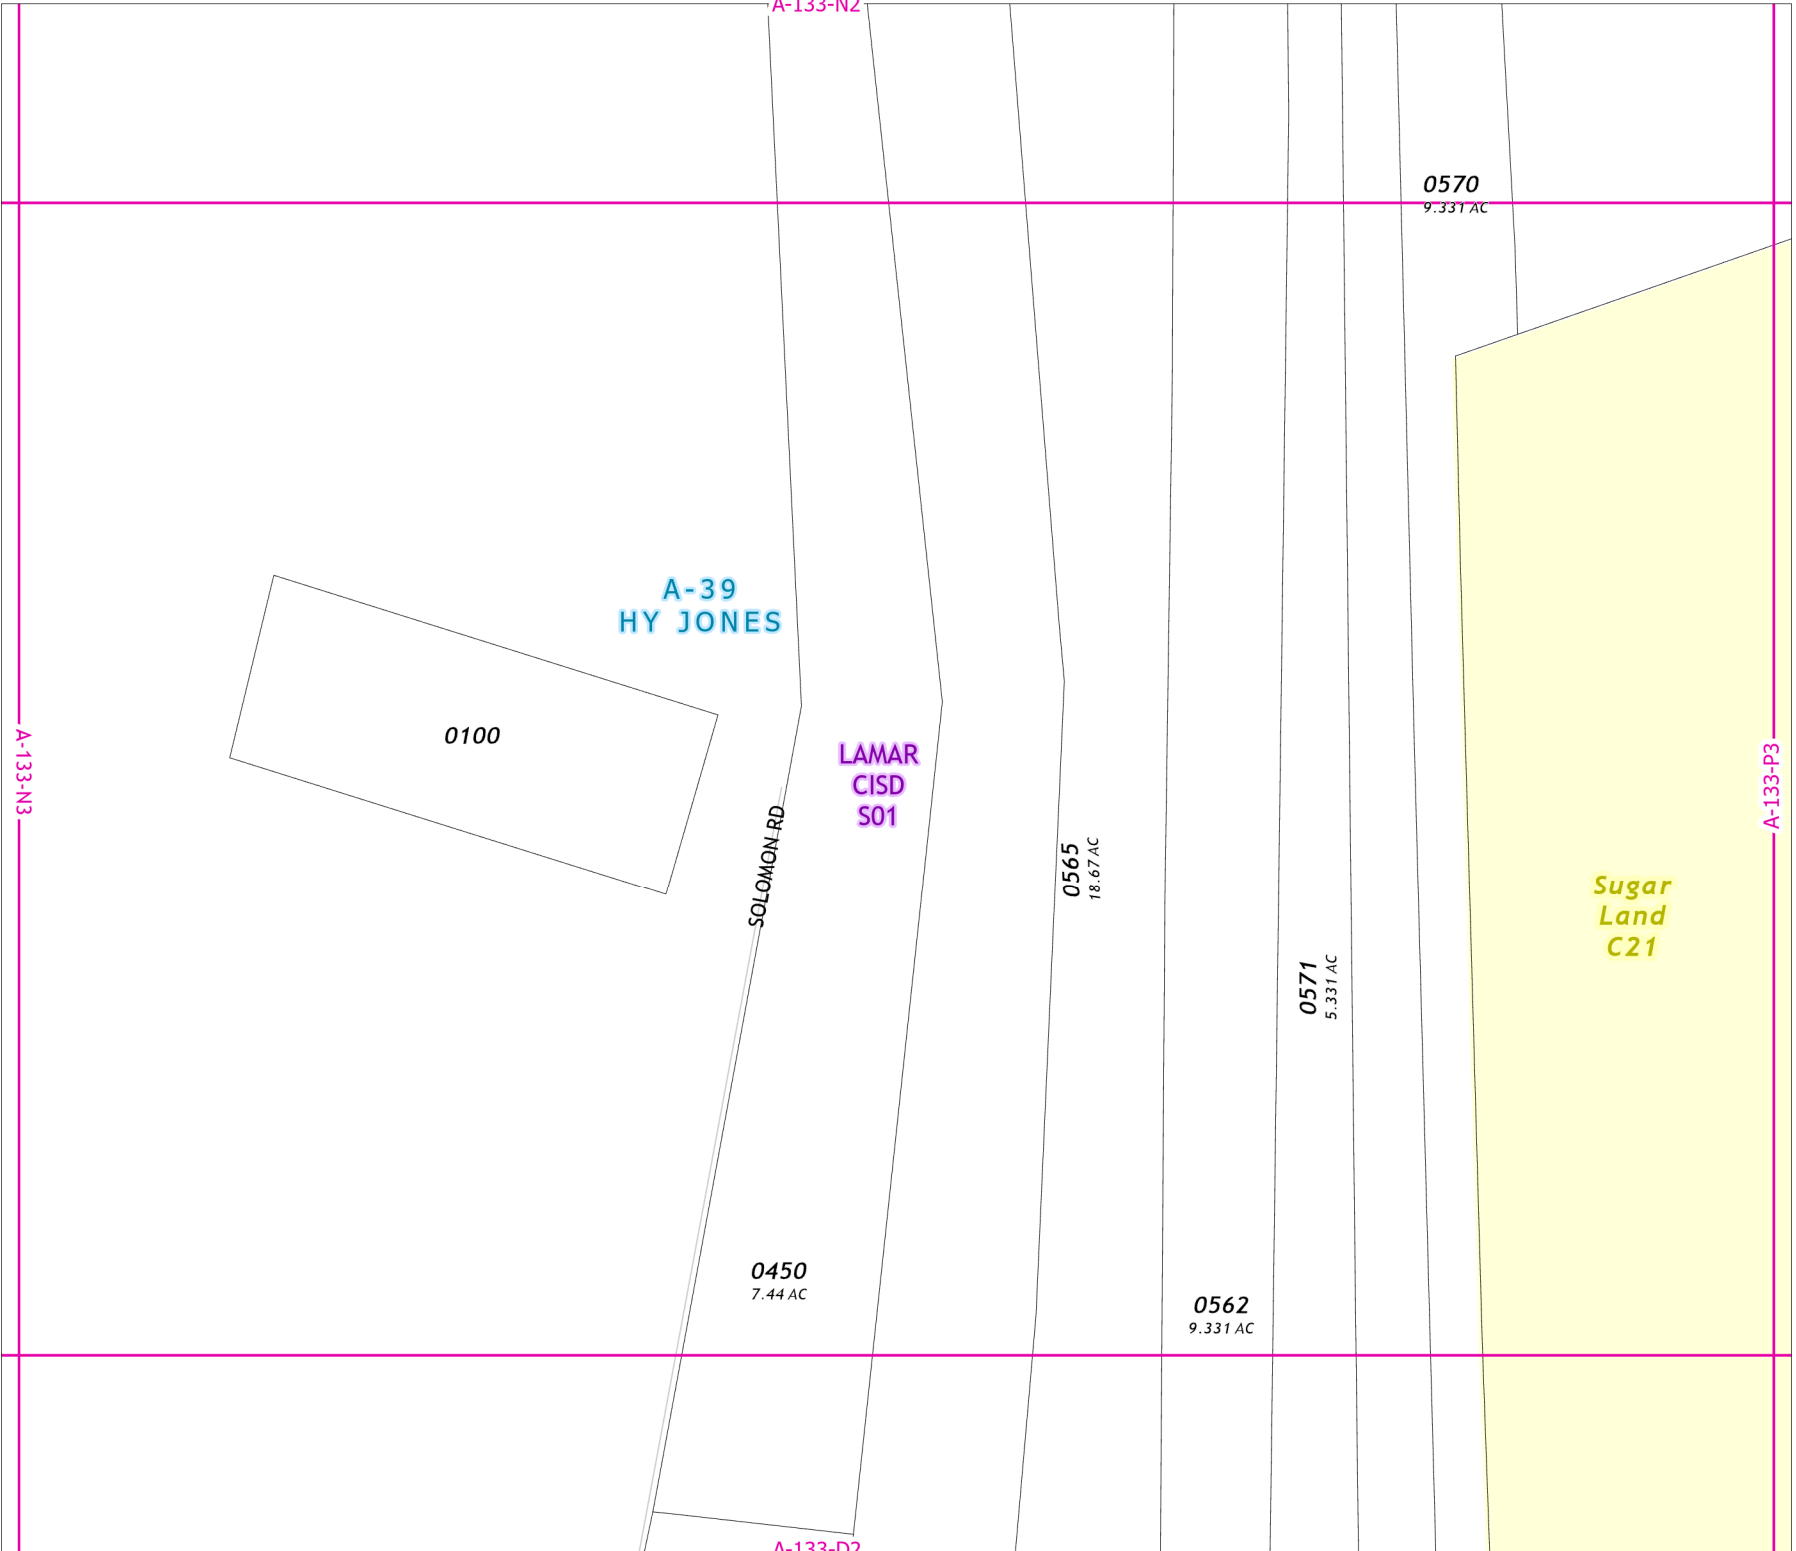 A-133-N2
0570
9.331 AC
A-39
HY JONES
0100
A-133-N3
LAMAR
CISD
S01
A-133-P3
SOLOMON RD
0565
18.67 AC
Sugar
Land
C21
0571
5.331 AC
0450
7.44 AC
0562
9.331 AC
A-133-D2